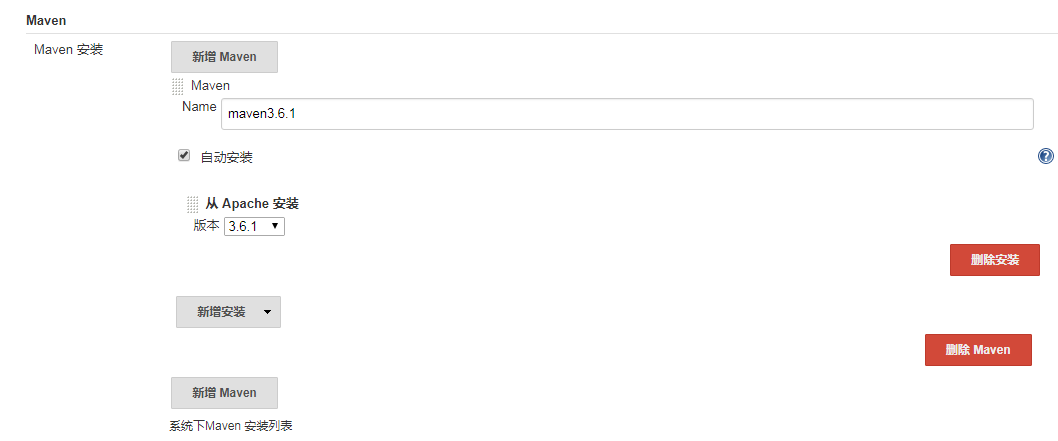 Maven
Maven 安装
新增 Maven
Maven
Name
maven3.6.1
自动安装
从 Apache 安装
版本 3.6.1
删除安装
新增安装
删除 Maven
新增 Maven
系统下Maven 安装列表